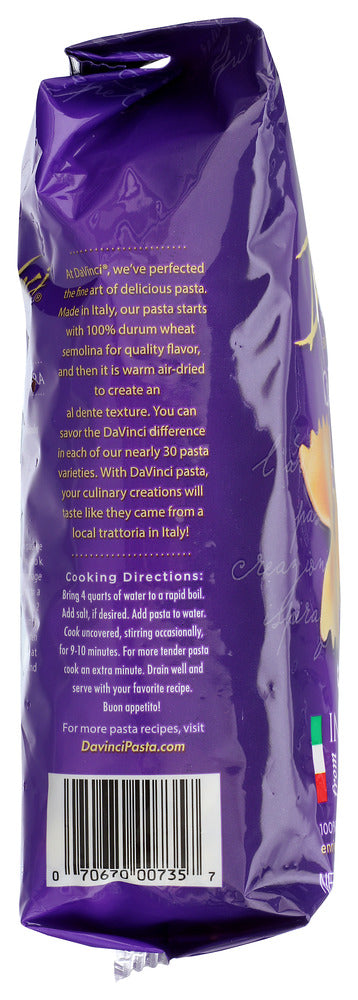 At DaVinci®, we've perfected
the fine art of delicious pasta.
Made in Italy, our pasta starts
with 100% durum wheat
semolina for quality flavor,
and then it is warm air-dried
to create an
al dente texture. You can
savor the DaVinci difference
in each of our nearly 30 pasta
varieties. With DaVinci pasta,
your culinary creations will
taste like they came from a
local trattoria in Italy!
Cooking Directions:
Bring 4 quarts of water to a rapid boil.
Add salt, if desired. Add pasta to water.
Cook uncovered, stirring occasionally,
for 9-10 minutes. For more tender pasta
cook an extra minute. Drain well and
serve with your favorite recipe.
Buon appetito!
For more pasta recipes, visit
DavinciPasta.com
0 70670 00735 7